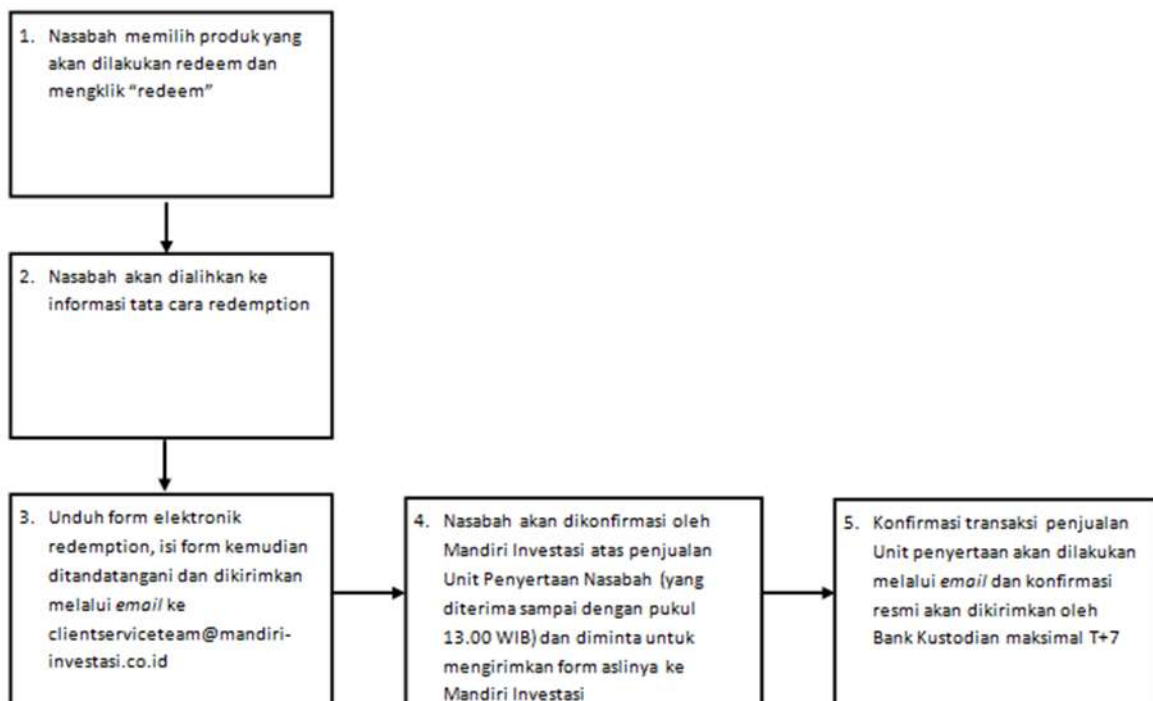 1. Nasabah memilih produk yang
akan dilakukan redeem dan
mengklik “redeem”
2. Nasabah akan dialihkan ke
informasi tata cara redemption
3. Unduh form elektronik
redemption, isi form kemudian
ditandatangani dan dikirimkan
melalui email ke
clientserviceteam@mandiri-
investasi.co.id
4. Nasabah akan dikonfirmasi oleh
Mandiri Investasi atas penjualan
Unit Penyertaan Nasabah (yang
diterima sampai dengan pukul
13.00 WIB) dan diminta untuk
mengirimkan form aslinya ke
Mandiri Investasi
5. Konfirmasi transaksi penjualan
Unit penyertaan akan dilakukan
melalui email dan konfirmasi
resmi akan dikirimkan oleh
Bank Kustodian maksimal T+7